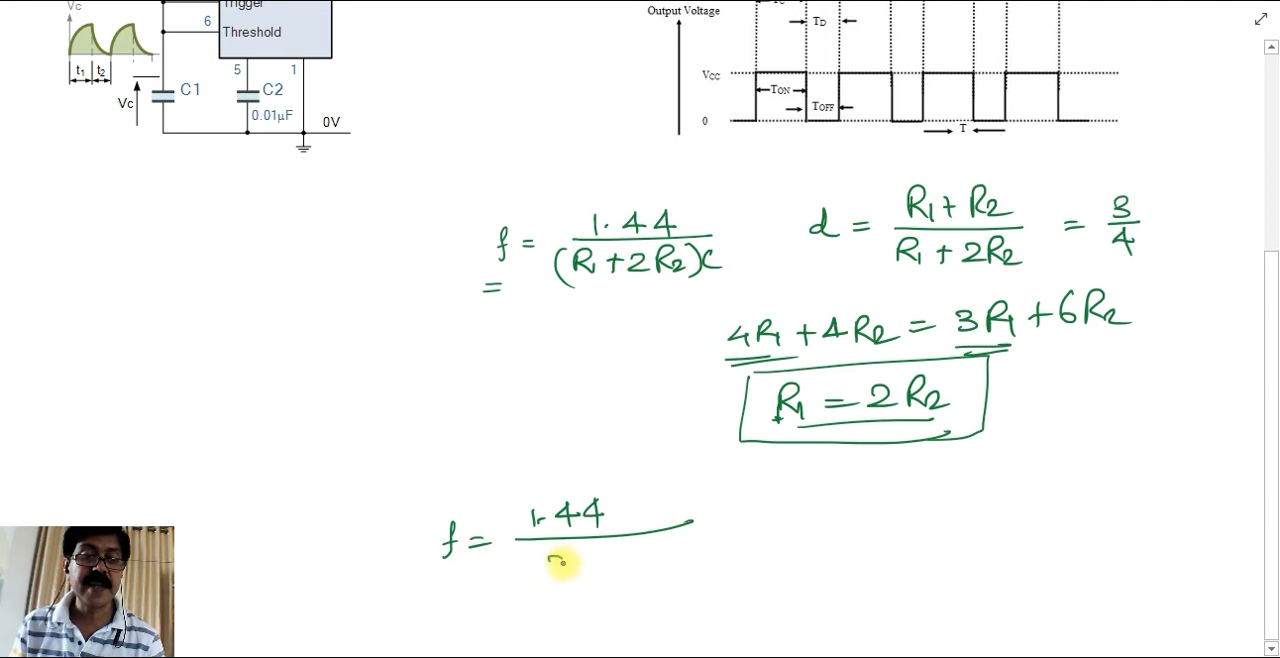 Vc
Trigger
6
Threshold
t1 t2
5 1
Vc C1 C2
0.01µF
0V
Output Voltage
TD
Vcc
TON
TOFF
0
T
f = 1.44 / (R1 + 2R2)C
=
d = R1 + R2 / R1 + 2R2 = 3/4
4R1 + 4R2 = 3R1 + 6R2
R1 = 2R2
f = 1.44